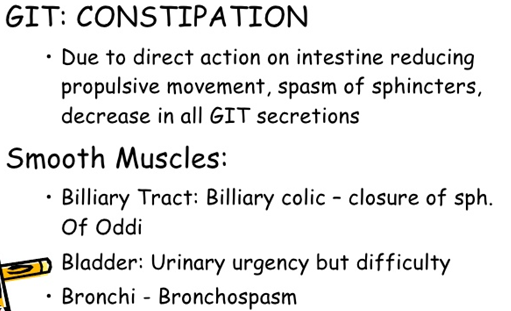 GIT: CONSTIPATION
• Due to direct action on intestine reducing
propulsive movement, spasm of sphincters,
decrease in all GIT secretions
Smooth Muscles:
• Billiary Tract: Billiary colic – closure of sph.
Of Oddi
Bladder: Urinary urgency but difficulty
• Bronchi - Bronchospasm